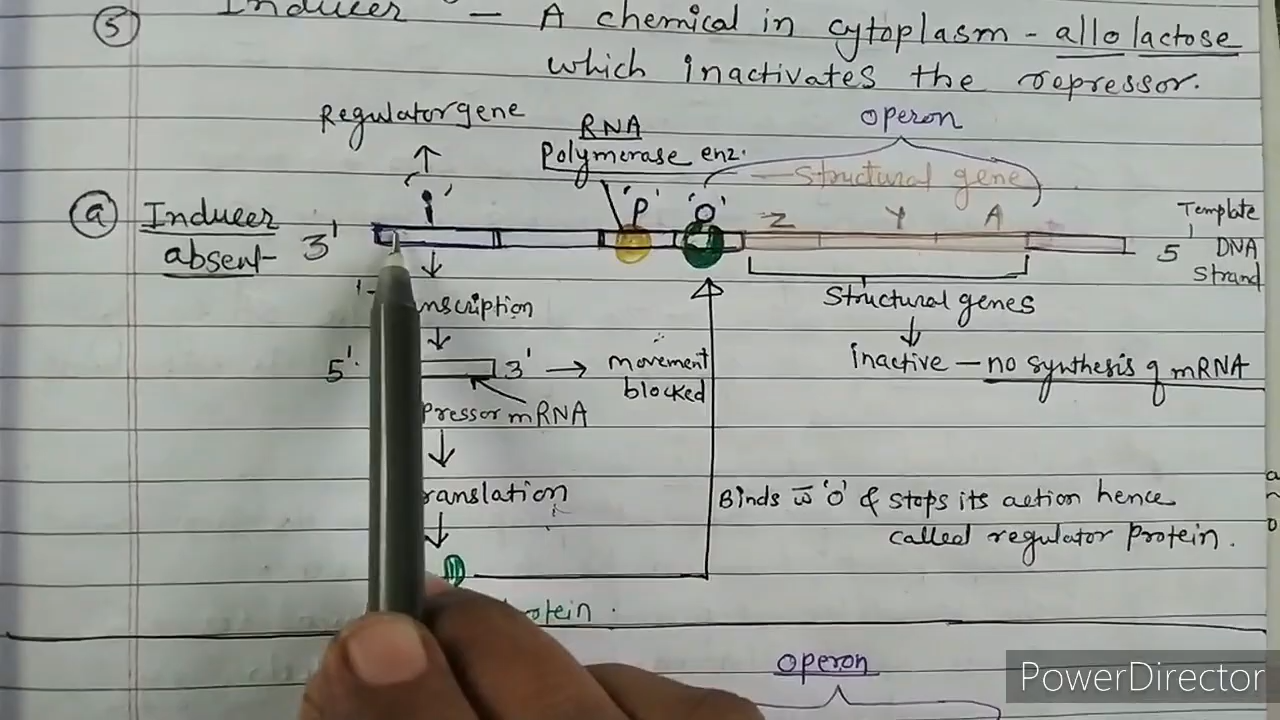 ⑤ Inducer - A chemical in cytoplasm - allolactose
which inactivates the repressor.
Regulator gene
RNA
Polymerase enz.
operon
Structural gene
'i'
'P'
'O'
Z Y A
ⓐ Inducer
absent-
3'
5'
Template
DNA
Strand
nscription
Structural genes
inactive - no synthesis of mRNA
5' 3' → movement
blocked
pressor mRNA
ranslation
Binds w̄ 'O' & stops its action hence
called regulator protein.
otein.
operon
PowerDirector